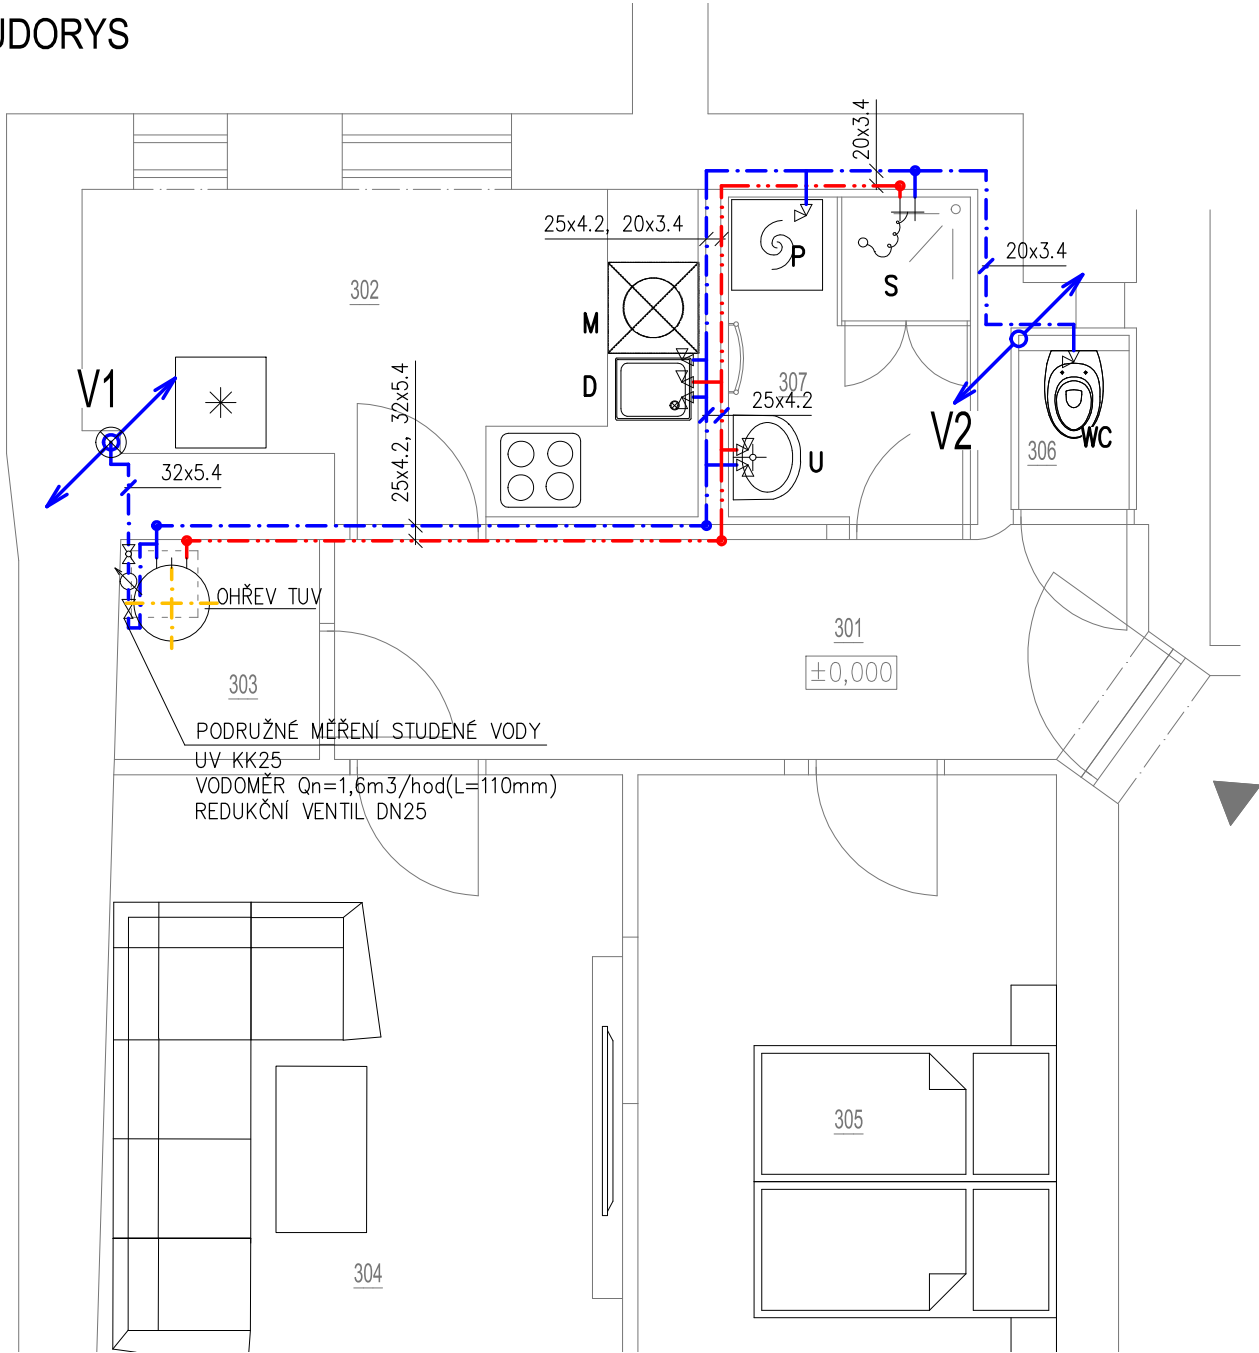 UDORYS
20x3.4
25x4.2, 20x3.4
20x3.4
302
P
S
M
V1
D
307
25x4.2
V2
WC
306
U
25x4.2, 32x5.4
32x5.4
OHŘEV TUV
301
±0,000
303
PODRUŽNÉ MĚŘENÍ STUDENÉ VODY
UV KK25
VODOMĚR Qn=1,6m3/hod(L=110mm)
REDUKČNÍ VENTIL DN25
305
304